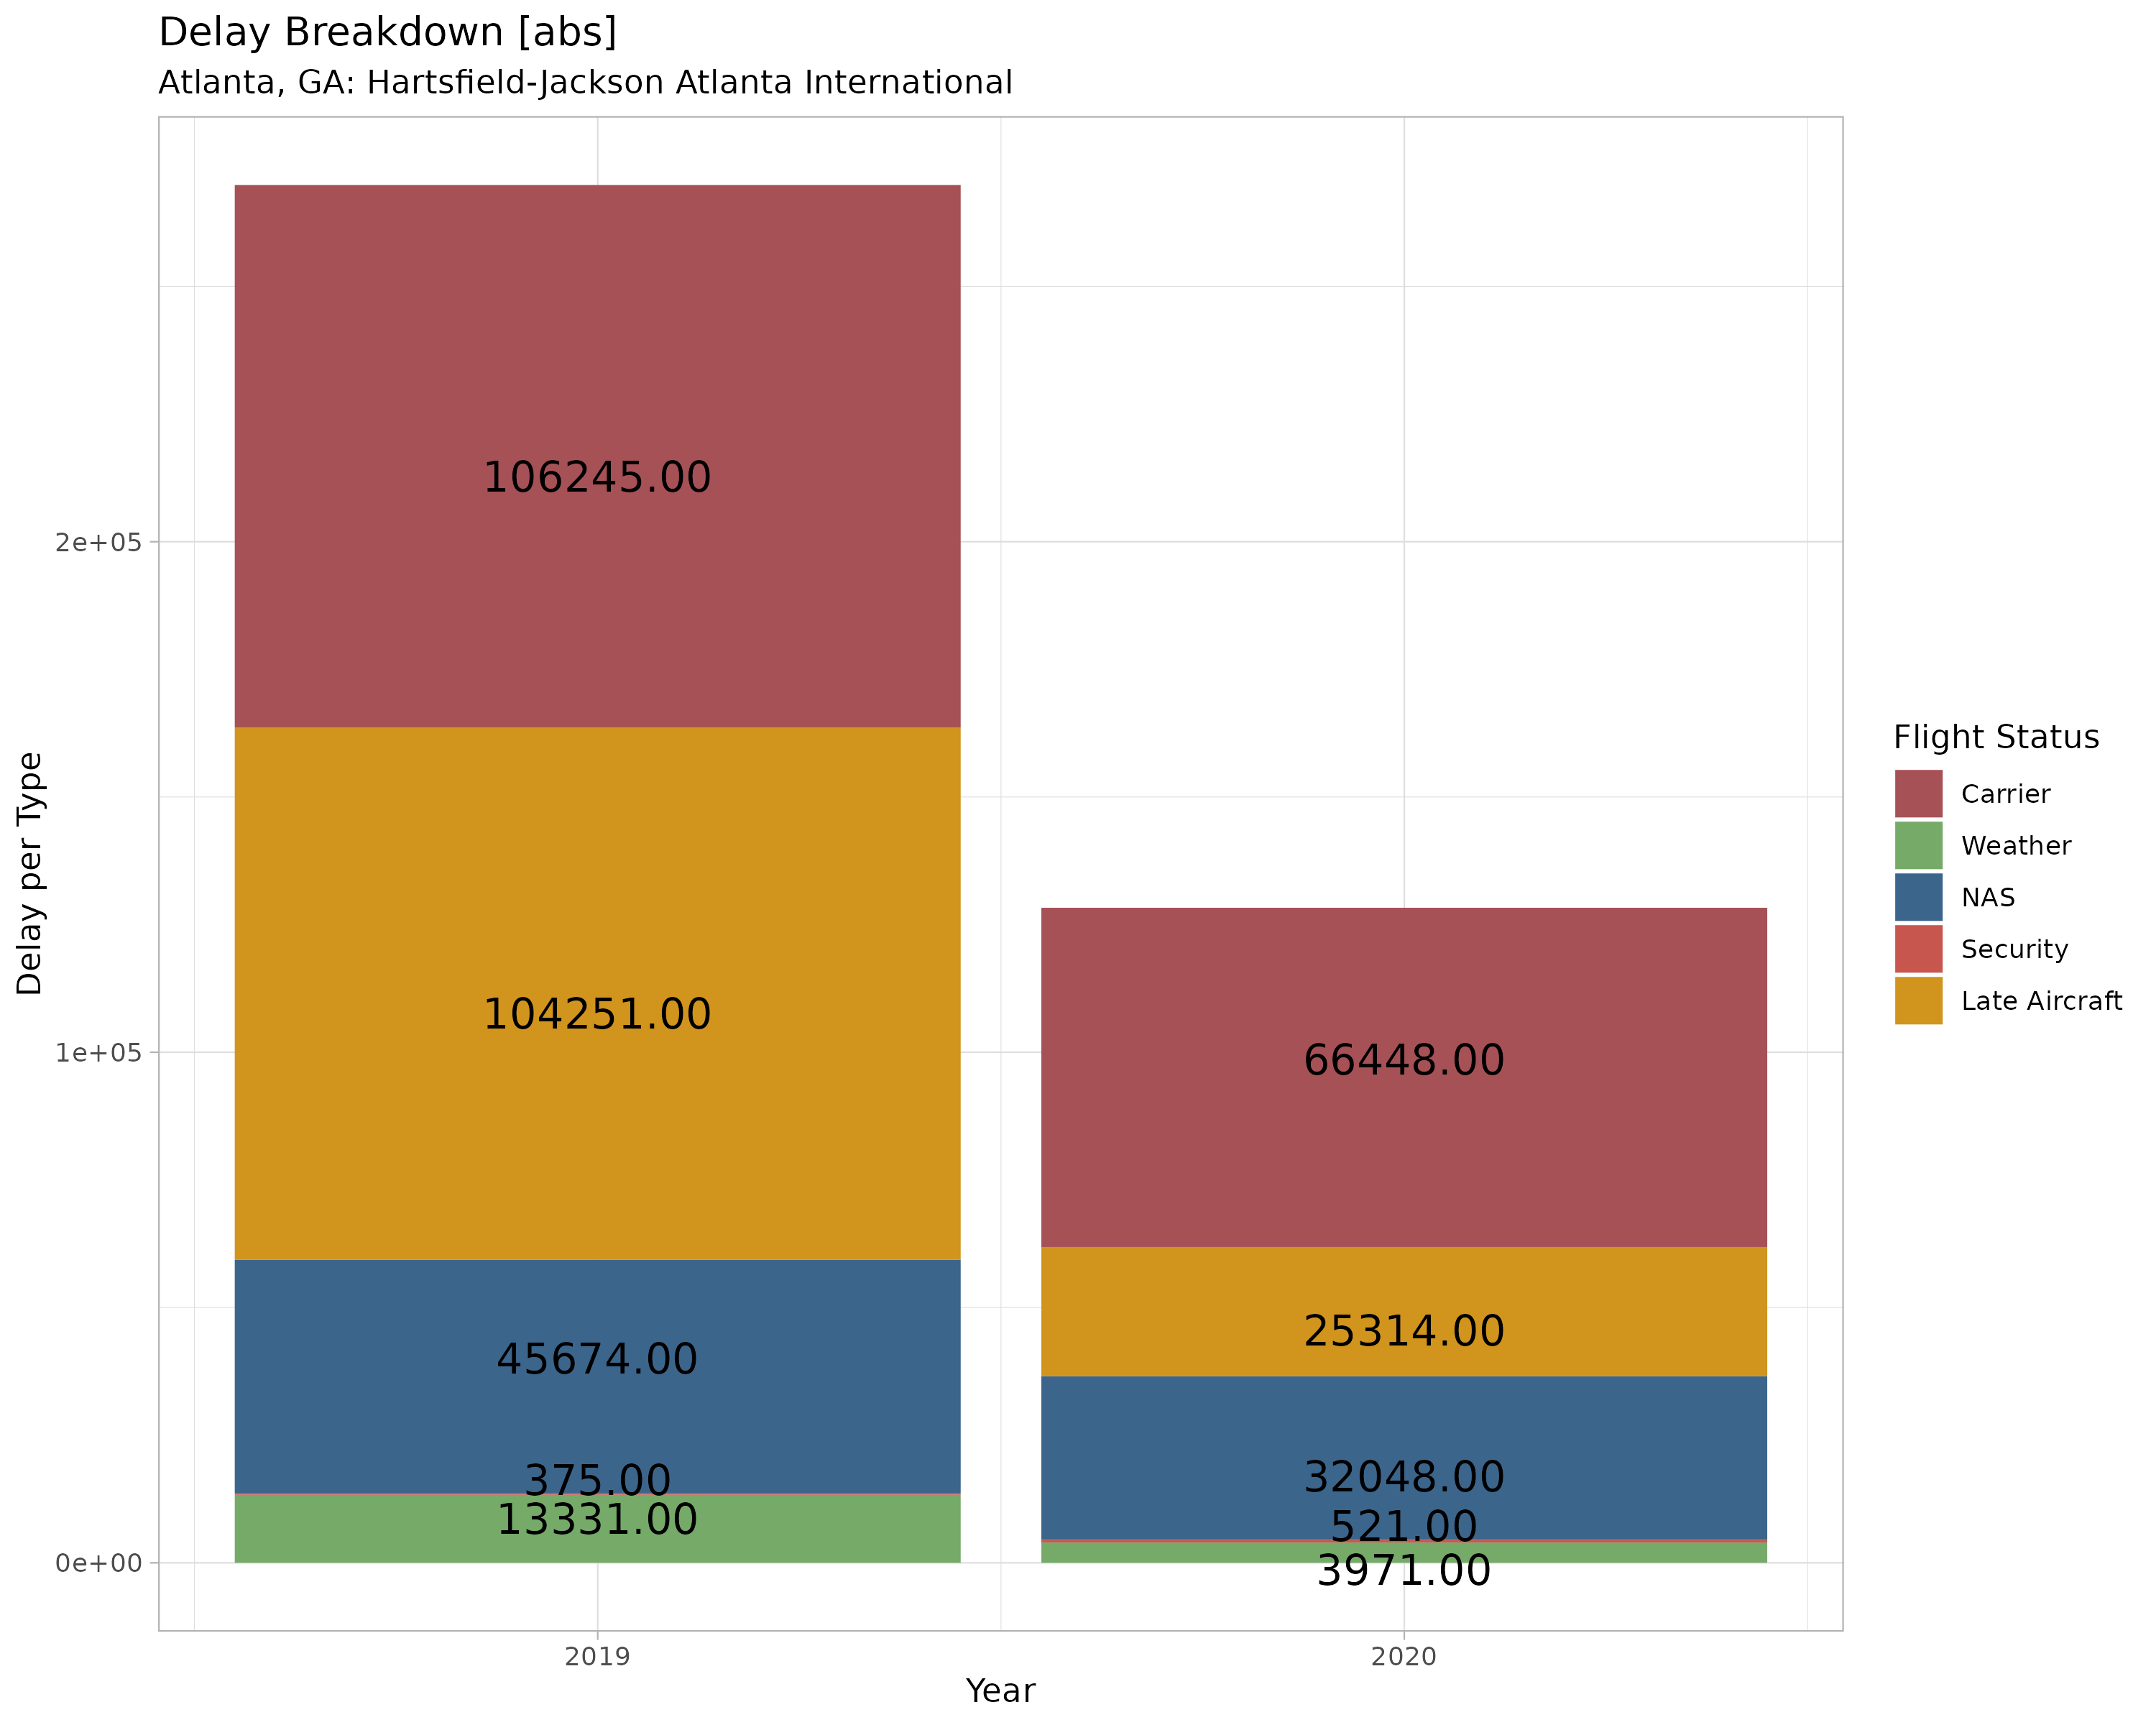 Delay Breakdown [abs]
Atlanta, GA: Hartsfield-Jackson Atlanta International
Delay per Type
2e+05
1e+05
0e+00
106245.00
104251.00
45674.00
375.00
13331.00
66448.00
25314.00
32048.00
521.00
3971.00
2019
2020
Year
Flight Status
Carrier
Weather
NAS
Security
Late Aircraft